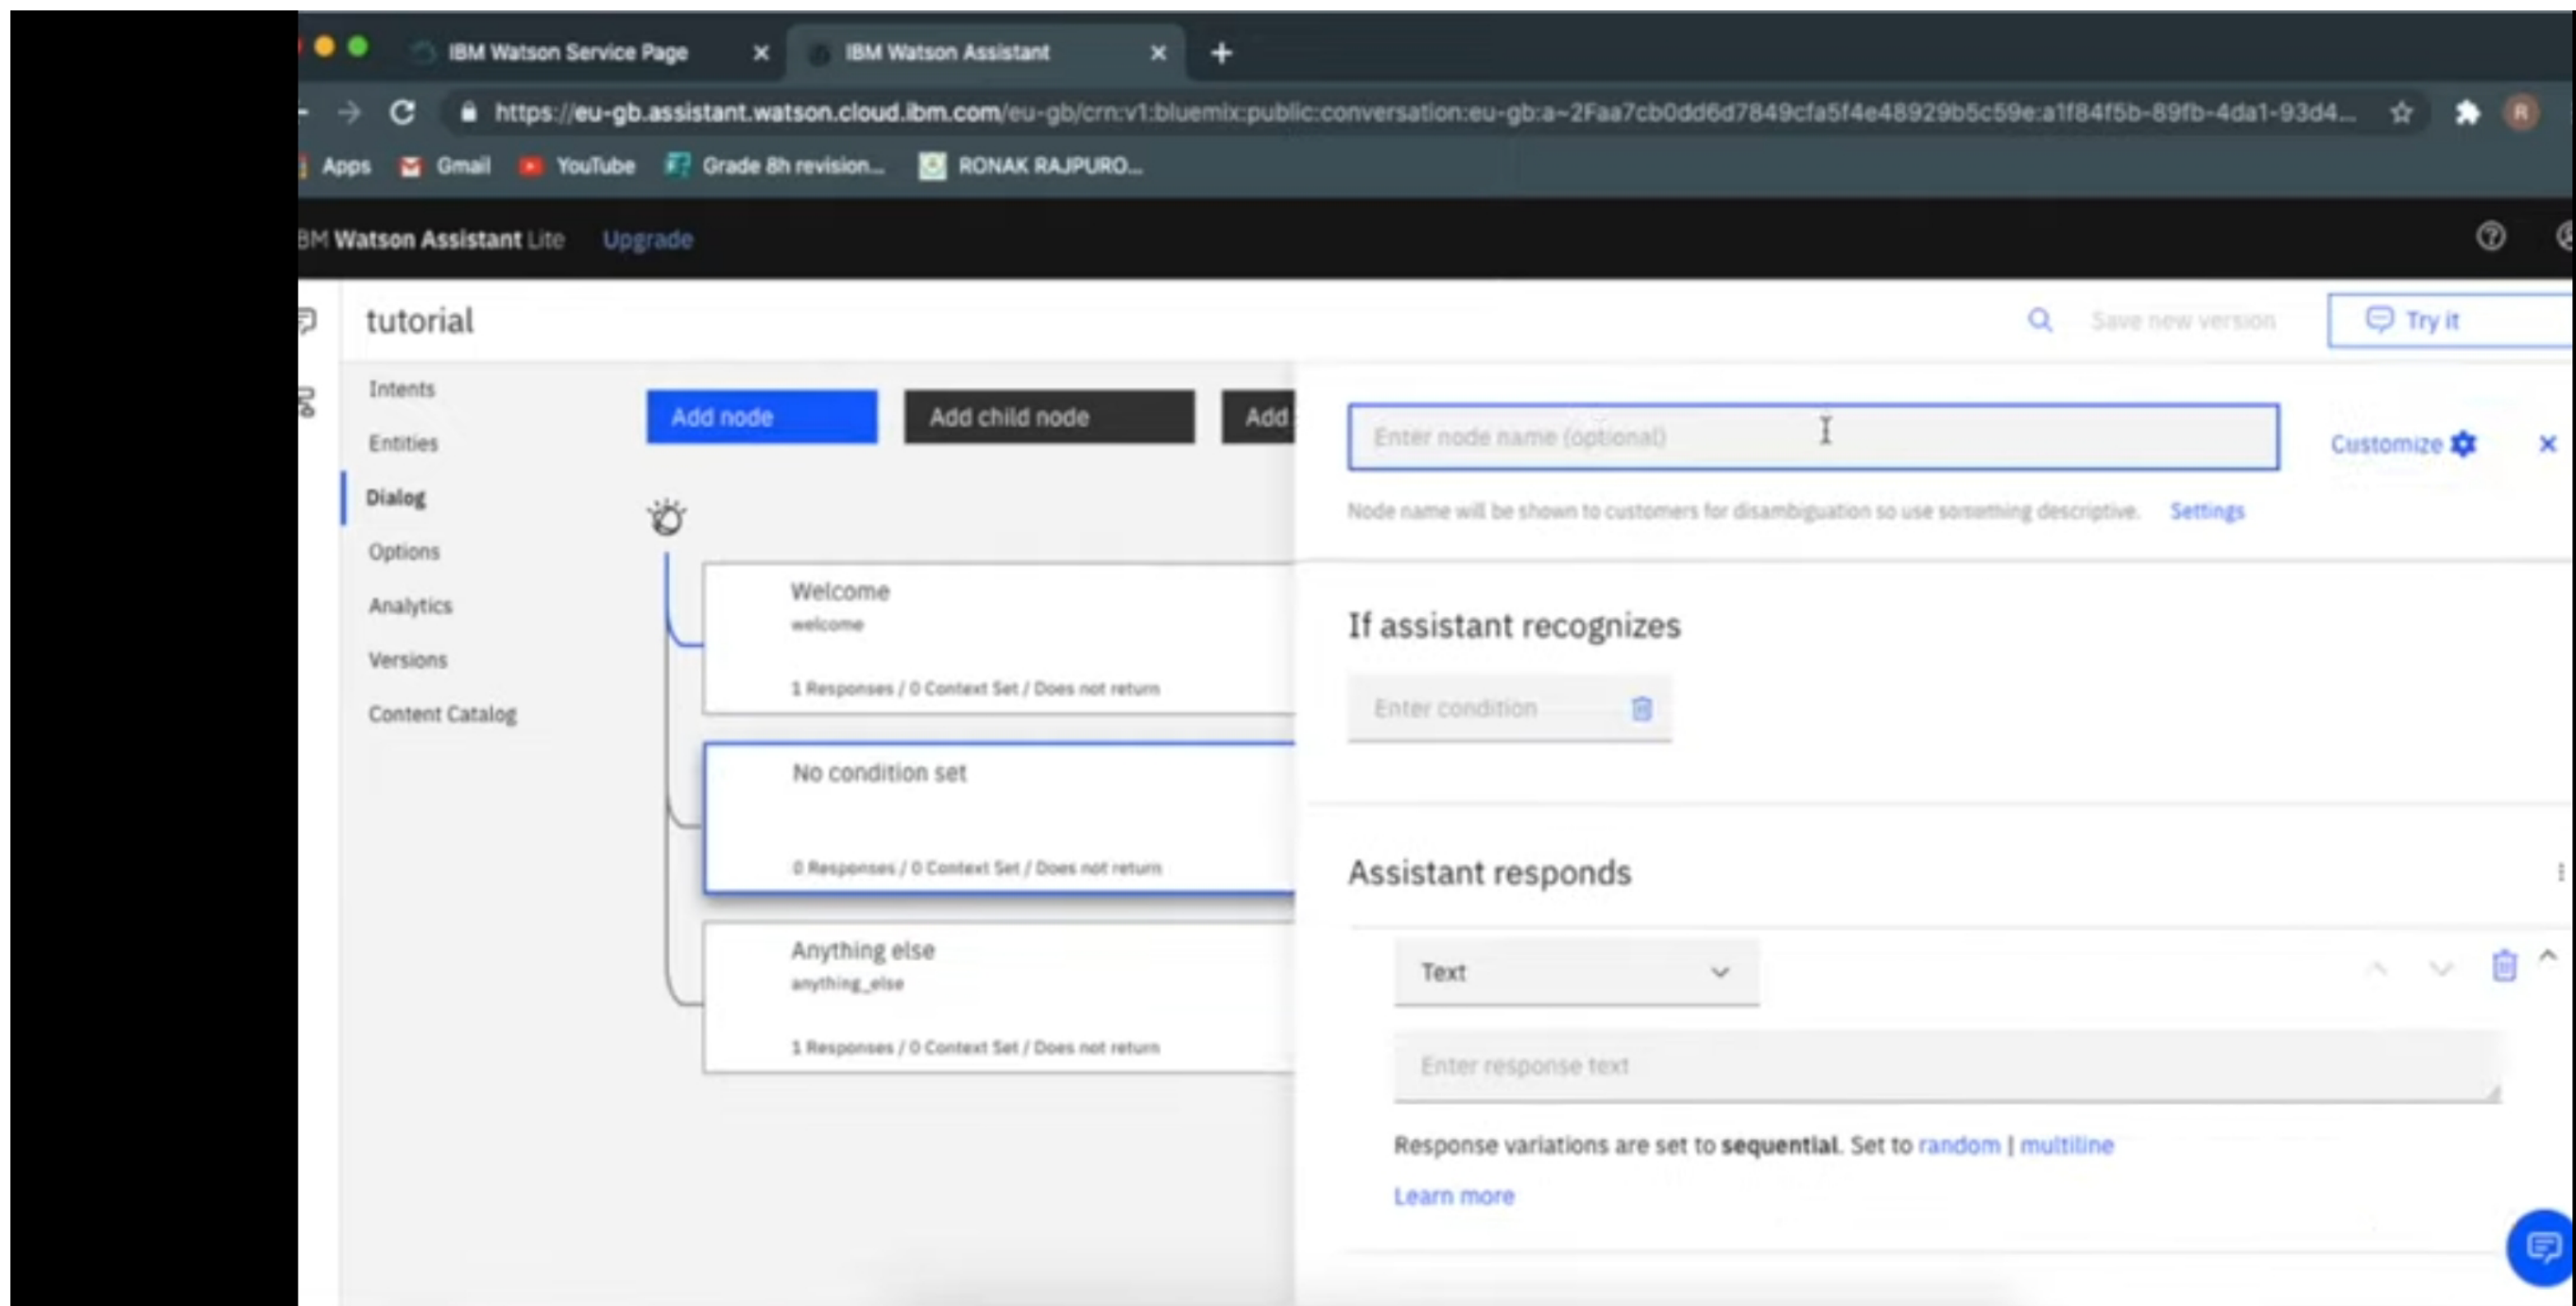 IBM Watson Service Page
IBM Watson Assistant
https://eu-gb.assistant.watson.cloud.ibm.com/eu-gb/crn:v1:bluemix:public:conversation:eu-gb:a~2Faa7cb0dd6d7849cfa5f4e48929b5c59e:a1f84f5b-89fb-4da1-93d4...
R
Apps
Gmail
YouTube
Grade 8h revision...
RONAK RAJPURO...
BM Watson Assistant Lite
Upgrade
tutorial
Save new version
Try it
Intents
Entities
Dialog
Options
Analytics
Versions
Content Catalog
Add node
Add child node
Add
Welcome
welcome
1 Responses / 0 Context Set / Does not return
No condition set
0 Responses / 0 Context Set / Does not return
Anything else
anything_else
1 Responses / 0 Context Set / Does not return
Enter node name (optional)
Customize
Node name will be shown to customers for disambiguation so use something descriptive. Settings
If assistant recognizes
Enter condition
Assistant responds
Text
Enter response text
Response variations are set to sequential. Set to random | multiline
Learn more